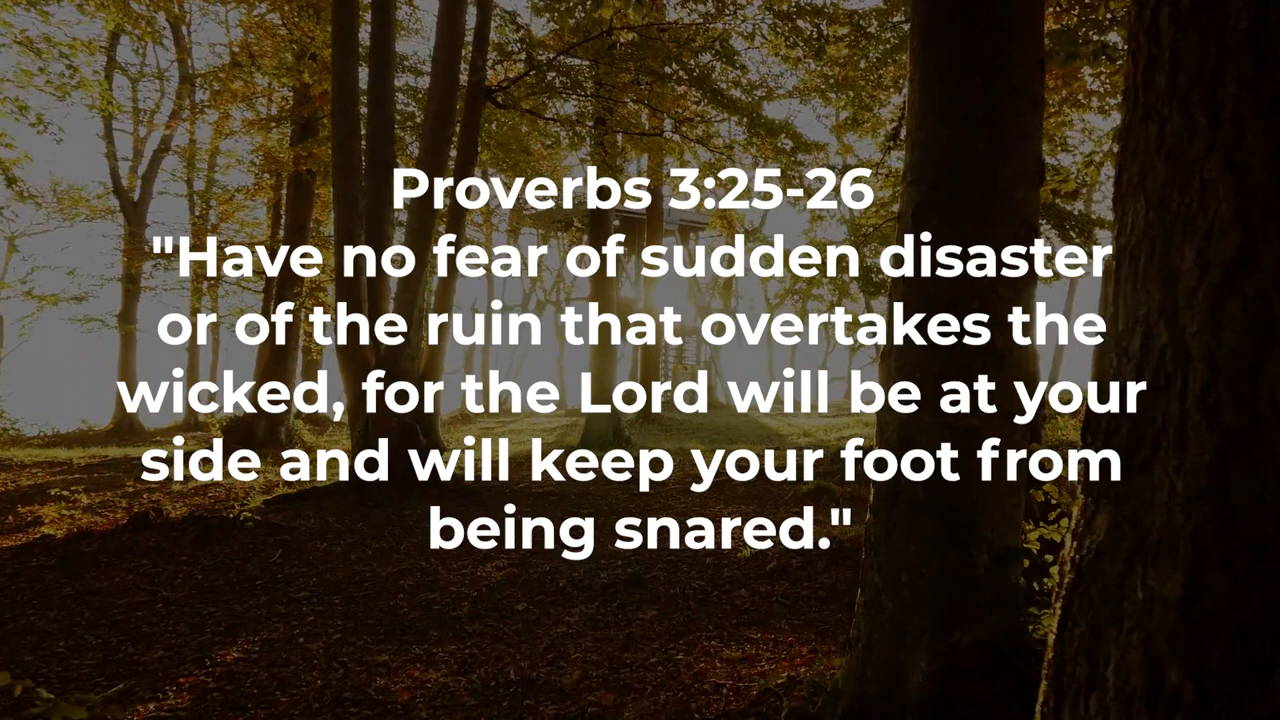 Proverbs 3:25-26
"Have no fear of sudden disaster
or of the ruin that overtakes the
wicked, for the Lord will be at your
side and will keep your foot from
being snared."